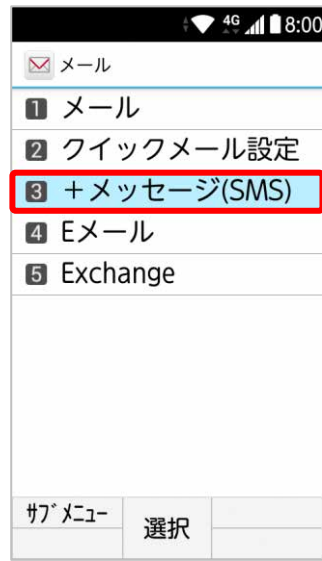 4G 8:00
メール
1 メール
2 クイックメール設定
3 +メッセージ(SMS)
4 Eメール
5 Exchange
ｻﾌﾞﾒﾆｭｰ
選択